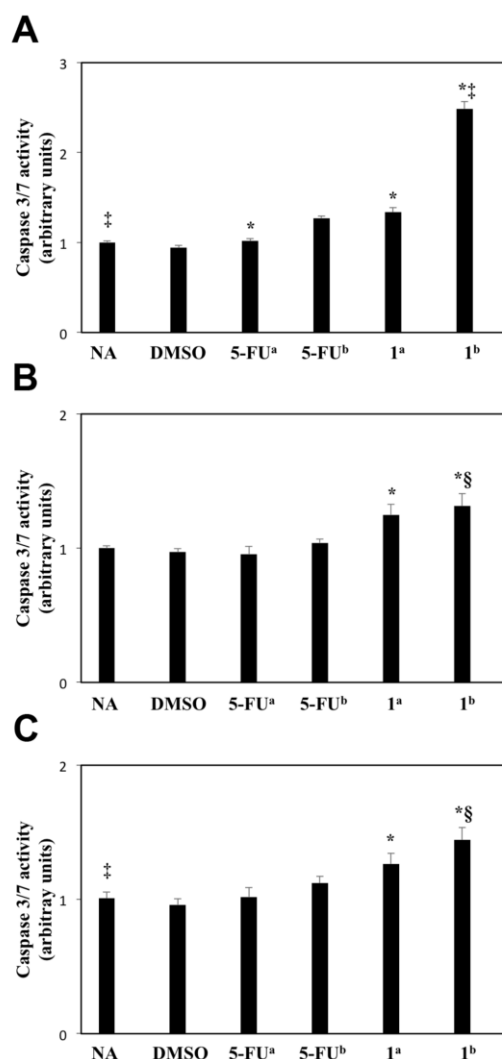 A
Caspase 3/7 activity
(arbitrary units)
3
2
1
0
‡
*
*
*‡
NA DMSO 5-FUᵃ 5-FUᵇ 1ᵃ 1ᵇ
B
Caspase 3/7 activity
(arbitrary units)
2
1
0
*
*§
NA DMSO 5-FUᵃ 5-FUᵇ 1ᵃ 1ᵇ
C
Caspase 3/7 activity
(arbitray units)
2
1
0
‡
*
*§
NA DMSO 5-FUᵃ 5-FUᵇ 1ᵃ 1ᵇ